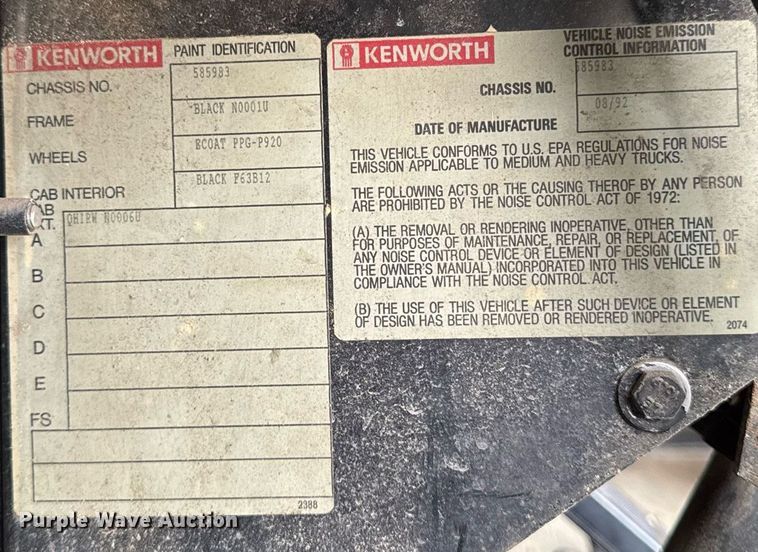 KENWORTH PAINT IDENTIFICATION
CHASSIS NO. 585983
FRAME BLACK N0001U
WHEELS ECOAT PPG-P920
CAB INTERIOR BLACK F63B12
N0006U
A
B
C
D
E
FS
2388
KENWORTH VEHICLE NOISE EMISSION
CONTROL INFORMATION
CHASSIS NO. 585983
DATE OF MANUFACTURE 08/92
THIS VEHICLE CONFORMS TO U.S. EPA REGULATIONS FOR NOISE
EMISSION APPLICABLE TO MEDIUM AND HEAVY TRUCKS.
THE FOLLOWING ACTS OR THE CAUSING THEROF BY ANY PERSON
ARE PROHIBITED BY THE NOISE CONTROL ACT OF 1972:
(A) THE REMOVAL OR RENDERING INOPERATIVE, OTHER THAN
FOR PURPOSES OF MAINTENANCE, REPAIR, OR REPLACEMENT, OF
ANY NOISE CONTROL DEVICE OR ELEMENT OF DESIGN (LISTED IN
THE OWNER'S MANUAL) INCORPORATED INTO THIS VEHICLE IN
COMPLIANCE WITH THE NOISE CONTROL ACT.
(B) THE USE OF THIS VEHICLE AFTER SUCH DEVICE OR ELEMENT
OF DESIGN HAS BEEN REMOVED OR RENDERED INOPERATIVE.
2074
Purple Wave Auction